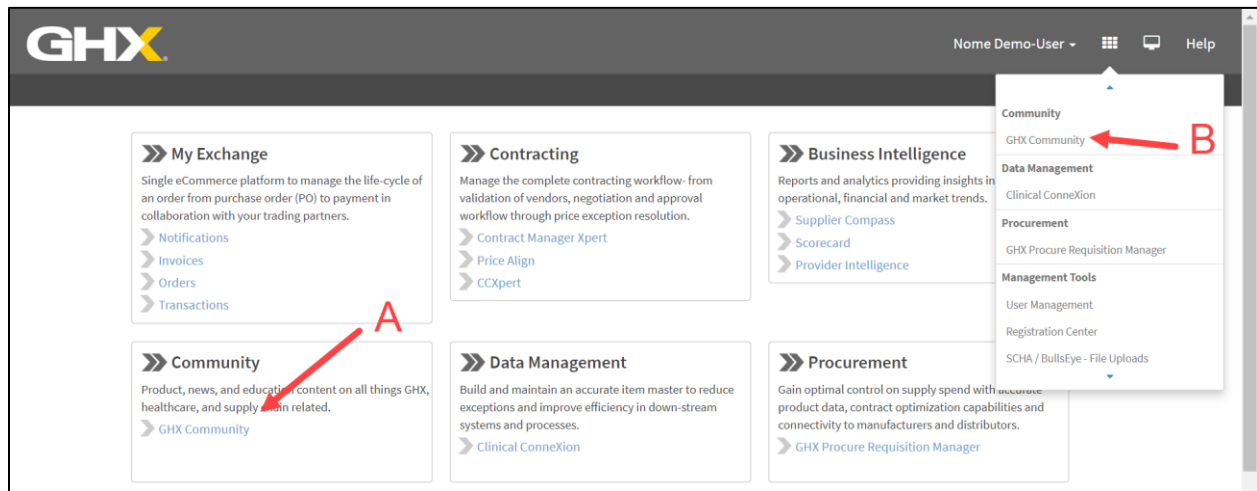 GHX
Nome Demo-User
Help
Community
GHX Community
B
Data Management
Clinical ConneXion
Procurement
GHX Procure Requisition Manager
Management Tools
User Management
Registration Center
SCHA / BullsEye - File Uploads
My Exchange
Single eCommerce platform to manage the life-cycle of
an order from purchase order (PO) to payment in
collaboration with your trading partners.
Notifications
Invoices
Orders
Transactions
Contracting
Manage the complete contracting workflow- from
validation of vendors, negotiation and approval
workflow through price exception resolution.
Contract Manager Xpert
Price Align
CCXpert
Business Intelligence
Reports and analytics providing insights in
operational, financial and market trends.
Supplier Compass
Scorecard
Provider Intelligence
A
Community
Product, news, and education content on all things GHX,
healthcare, and supply chain related.
GHX Community
Data Management
Build and maintain an accurate item master to reduce
exceptions and improve efficiency in down-stream
systems and processes.
Clinical ConneXion
Procurement
Gain optimal control on supply spend with accurate
product data, contract optimization capabilities and
connectivity to manufacturers and distributors.
GHX Procure Requisition Manager